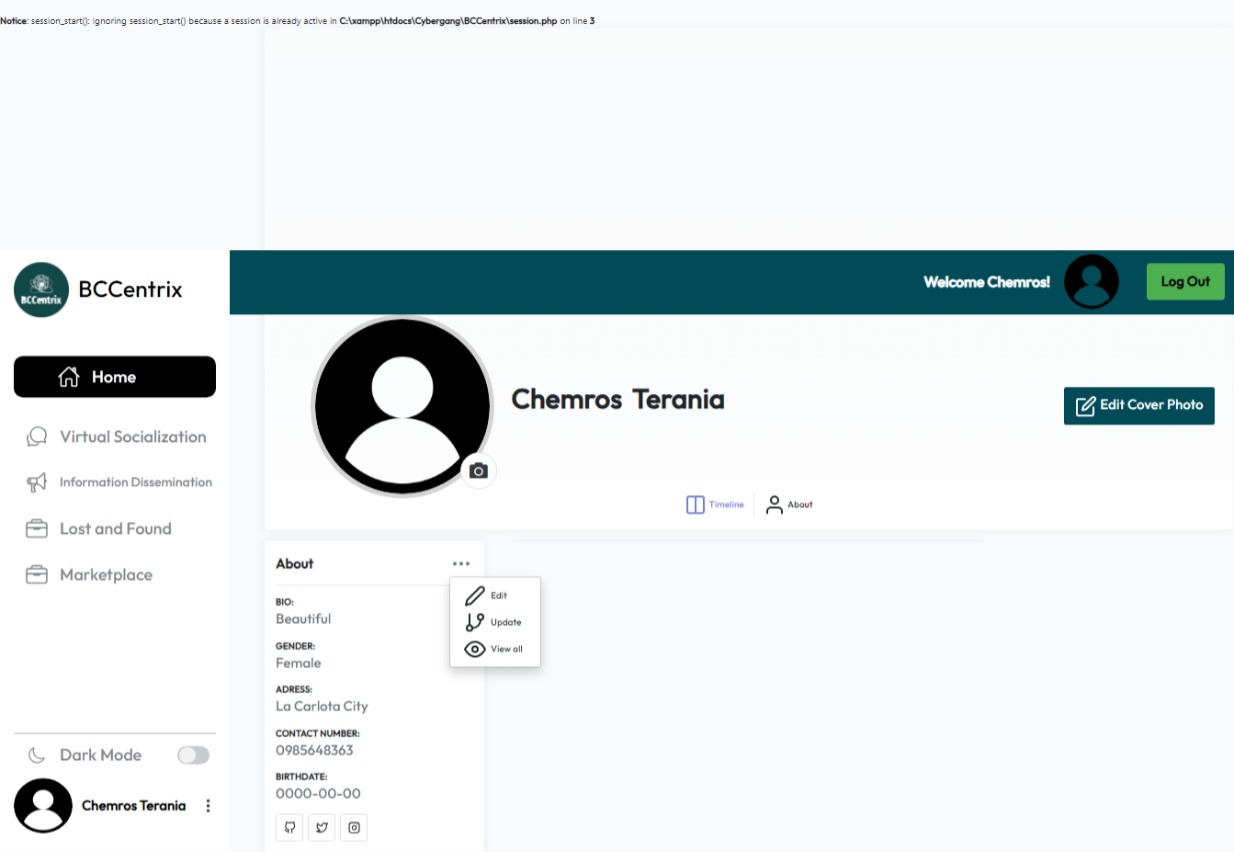 Notice: session_start(): Ignoring session_start() because a session is already active in C:\xampp\htdocs\Cybergang\BCCentrix\session.php on line 3
BCCentrix
BCCentrix
Welcome Chemros!
Log Out
Home
Virtual Socialization
Information Dissemination
Lost and Found
Marketplace
Chemros Terania
Edit Cover Photo
Timeline
About
About
Edit
Update
View all
BIO:
Beautiful
GENDER:
Female
ADRESS:
La Carlota City
CONTACT NUMBER:
0985648363
BIRTHDATE:
0000-00-00
Dark Mode
Chemros Terania